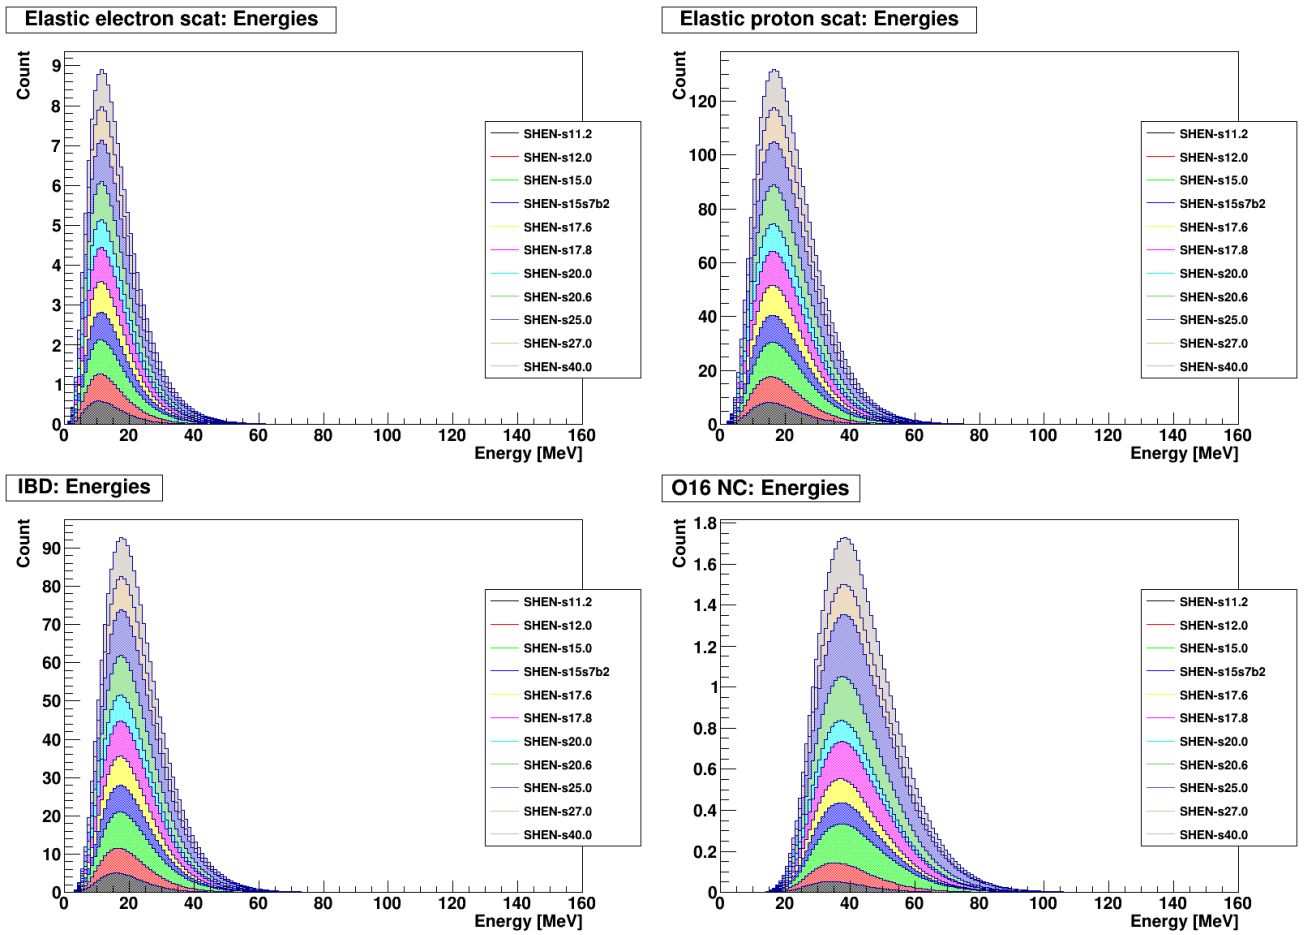 Elastic electron scat: Energies
Count
9
8
7
6
5
4
3
2
1
0
0 20 40 60 80 100 120 140 160
Energy [MeV]
SHEN-s11.2
SHEN-s12.0
SHEN-s15.0
SHEN-s15s7b2
SHEN-s17.6
SHEN-s17.8
SHEN-s20.0
SHEN-s20.6
SHEN-s25.0
SHEN-s27.0
SHEN-s40.0
Elastic proton scat: Energies
Count
120
100
80
60
40
20
0
0 20 40 60 80 100 120 140 160
Energy [MeV]
SHEN-s11.2
SHEN-s12.0
SHEN-s15.0
SHEN-s15s7b2
SHEN-s17.6
SHEN-s17.8
SHEN-s20.0
SHEN-s20.6
SHEN-s25.0
SHEN-s27.0
SHEN-s40.0
IBD: Energies
Count
90
80
70
60
50
40
30
20
10
0
0 20 40 60 80 100 120 140 160
Energy [MeV]
SHEN-s11.2
SHEN-s12.0
SHEN-s15.0
SHEN-s15s7b2
SHEN-s17.6
SHEN-s17.8
SHEN-s20.0
SHEN-s20.6
SHEN-s25.0
SHEN-s27.0
SHEN-s40.0
O16 NC: Energies
Count
1.8
1.6
1.4
1.2
1
0.8
0.6
0.4
0.2
0
0 20 40 60 80 100 120 140 160
Energy [MeV]
SHEN-s11.2
SHEN-s12.0
SHEN-s15.0
SHEN-s15s7b2
SHEN-s17.6
SHEN-s17.8
SHEN-s20.0
SHEN-s20.6
SHEN-s25.0
SHEN-s27.0
SHEN-s40.0